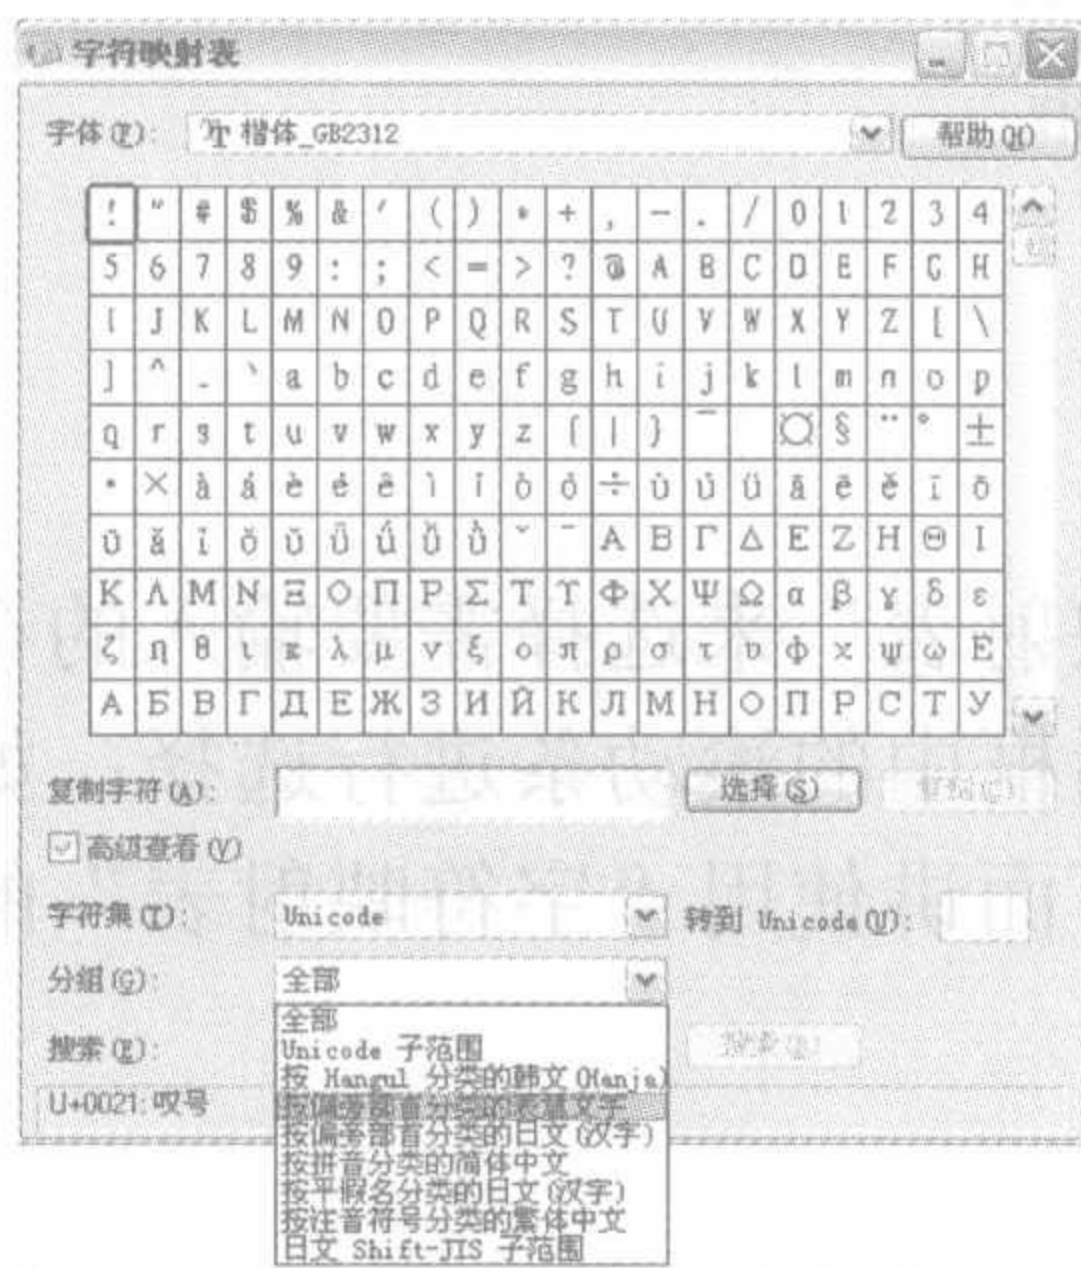 字符映射表
字体(F): 楷体_GB2312 帮助(H)
! " # $ % & ' ( ) * + , - . / 0 1 2 3 4
5 6 7 8 9 : ; < = > ? @ A B C D E F G H
I J K L M N O P Q R S T U V W X Y Z [ \
] ^ _ ` a b c d e f g h i j k l m n o p
q r s t u v w x y z { | } ¯ ¤ § ¨ ° ±
· × à á è é ê ì í ò ó ÷ ù ú ü ā ē ě ī ō
ū ǎ ǐ ǒ ǔ ǖ ǘ ǚ ǜ ˇ ˉ Α Β Γ Δ Ε Ζ Η Θ Ι
Κ Λ Μ Ν Ξ Ο Π Ρ Σ Τ Υ Φ Χ Ψ Ω α β γ δ ε
ζ η θ ι κ λ μ ν ξ ο π ρ σ τ υ φ χ ψ ω Ё
А Б В Г Д Е Ж З И Й К Л М Н О П Р С Т У
复制字符(A): 选择(S) 复制(C)
高级查看(V)
字符集(T): Unicode 转到 Unicode(U):
分组(G): 全部
全部
Unicode 子范围
搜索(E): 搜索(E)
按 Hangul 分类的韩文(Hanja)
按偏旁部首分类的表意文字
U+0021: 叹号
按偏旁部首分类的日文(汉字)
按拼音分类的简体中文
按平假名分类的日文(汉字)
按注音符号分类的繁体中文
日文 Shift-JIS 子范围